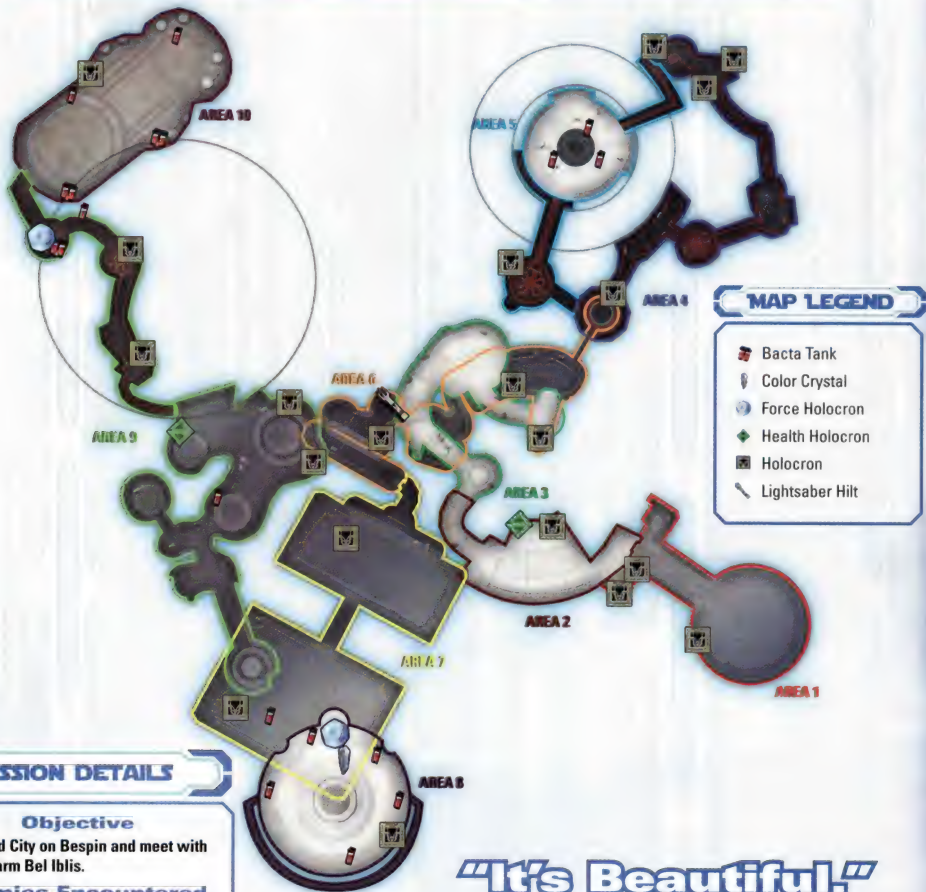 AREA 10
AREA 5
AREA 4
MAP LEGEND
Bacta Tank
Color Crystal
Force Holocron
Health Holocron
Holocron
Lightsaber Hilt
AREA 6
AREA 9
AREA 3
AREA 2
AREA 7
AREA 1
AREA 8
SSION DETAILS
Objective
d City on Bespin and meet with
arm Bel Iblis.
mies Encountered
"It's Beautiful."